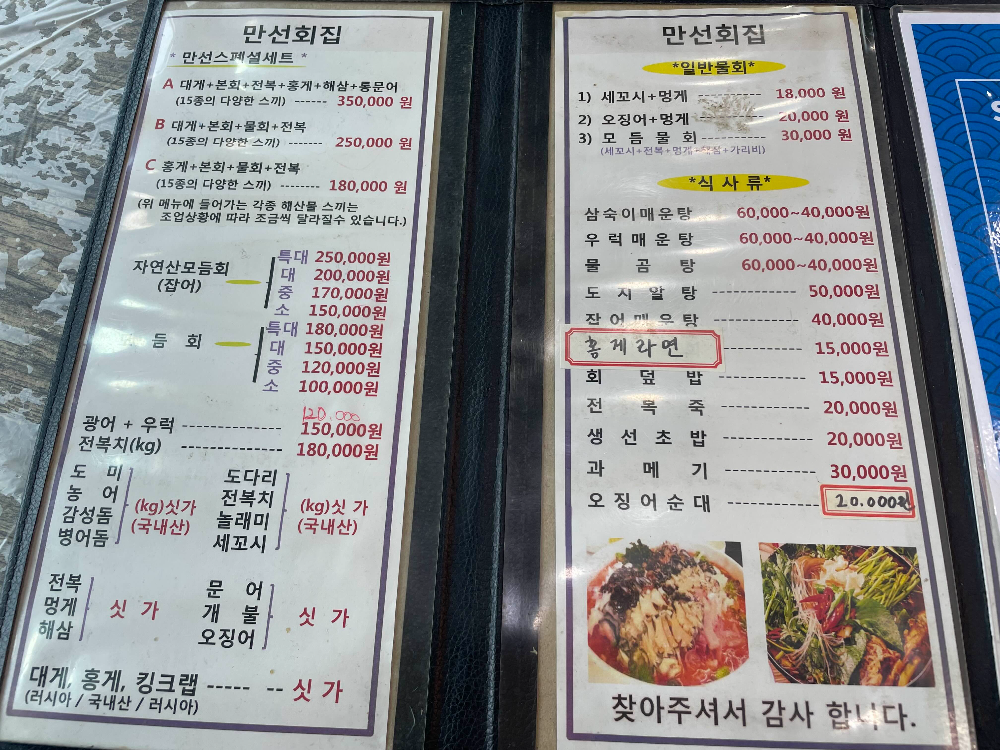 만선회집
* 만선스페셜세트 *
A 대게+본회+전복+홍게+해삼+통문어
(15종의 다양한 스끼) ------- 350,000 원
B 대게+본회+물회+전복
(15종의 다양한 스끼) ------- 250,000 원
C 홍게+본회+물회+전복
(15종의 다양한 스끼) -------- 180,000 원
(위 메뉴에 들어가는 각종 해산물 스끼는
조업상황에 따라 조금씩 달라질수 있습니다.)
자연산모듬회
(잡어)
특대 250,000원
대 200,000원
중 170,000원
소 150,000원
듬 회
특대 180,000원
대 150,000원
중 120,000원
소 100,000원
120.000
광어 + 우럭 --------------- 150,000원
전복치(kg) --------------- 180,000원
도 미
농 어
감성돔
병어돔
(kg)싯가
(국내산)
도다리
전복치
놀래미
세꼬시
(kg)싯 가
(국내산)
전복
멍게
해삼
싯 가
문 어
개 불
오징어
싯 가
대게, 홍게, 킹크랩 ----- -- 싯 가
(러시아 / 국내산 / 러시아)
만선회집
*일반물회*
1) 세꼬시+멍게 ---------- 18,000 원
2) 오징어+멍게 20,000 원
3) 모 듬 물 회 ---------- 30,000 원
(세꼬시+전복+멍게+해삼+가리비)
*식 사 류*
삼숙이매운탕 60,000~40,000원
우럭매운탕 60,000~40,000원
물 곰 탕 60,000~40,000원
도 치 알 탕 ------------ 50,000원
잡어매운탕 ------------ 40,000원
홍게라면 ------------ 15,000원
회 덮 밥 ------------ 15,000원
전 복 죽 ------------ 20,000원
생 선 초 밥 ------------ 20,000원
과 메 기 ------------ 30,000원
오 징 어 순 대 ------------ 20.000원
찾아주셔서 감사 합니다.